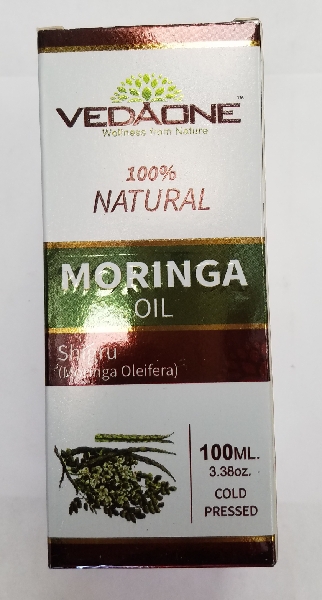 VEDAONE
Wellness from Nature
100%
NATURAL
MORINGA
OIL
Shigru
(Moringa Oleifera)
100ML.
3.38oz.
COLD
PRESSED